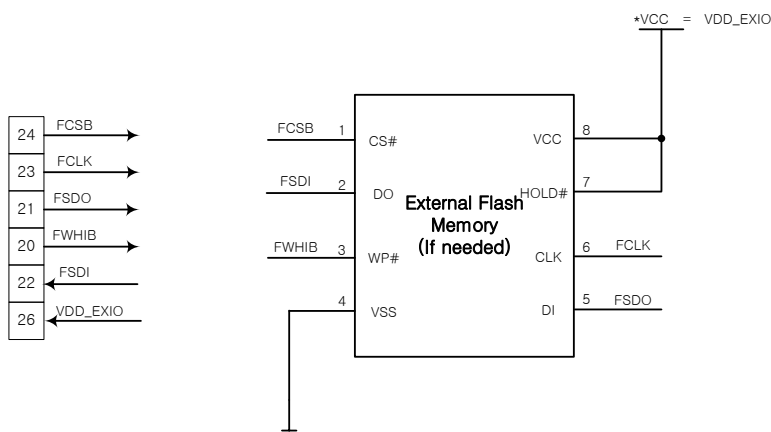 *VCC = VDD_EXIO
24 FCSB
23 FCLK
21 FSDO
20 FWHIB
22 FSDI
26 VDD_EXIO
FCSB 1 CS#
FSDI 2 DO
FWHIB 3 WP#
4 VSS
External Flash
Memory
(If needed)
VCC 8
HOLD# 7
CLK 6 FCLK
DI 5 FSDO